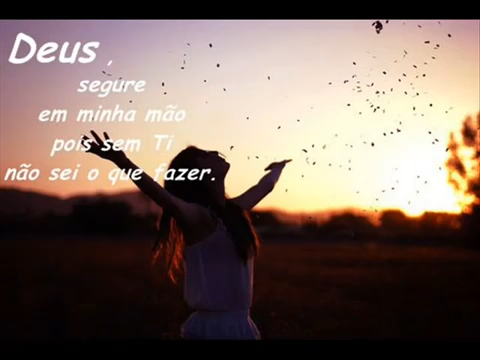 Deus,
segure
em minha mão
pois sem Ti
não sei o que fazer.